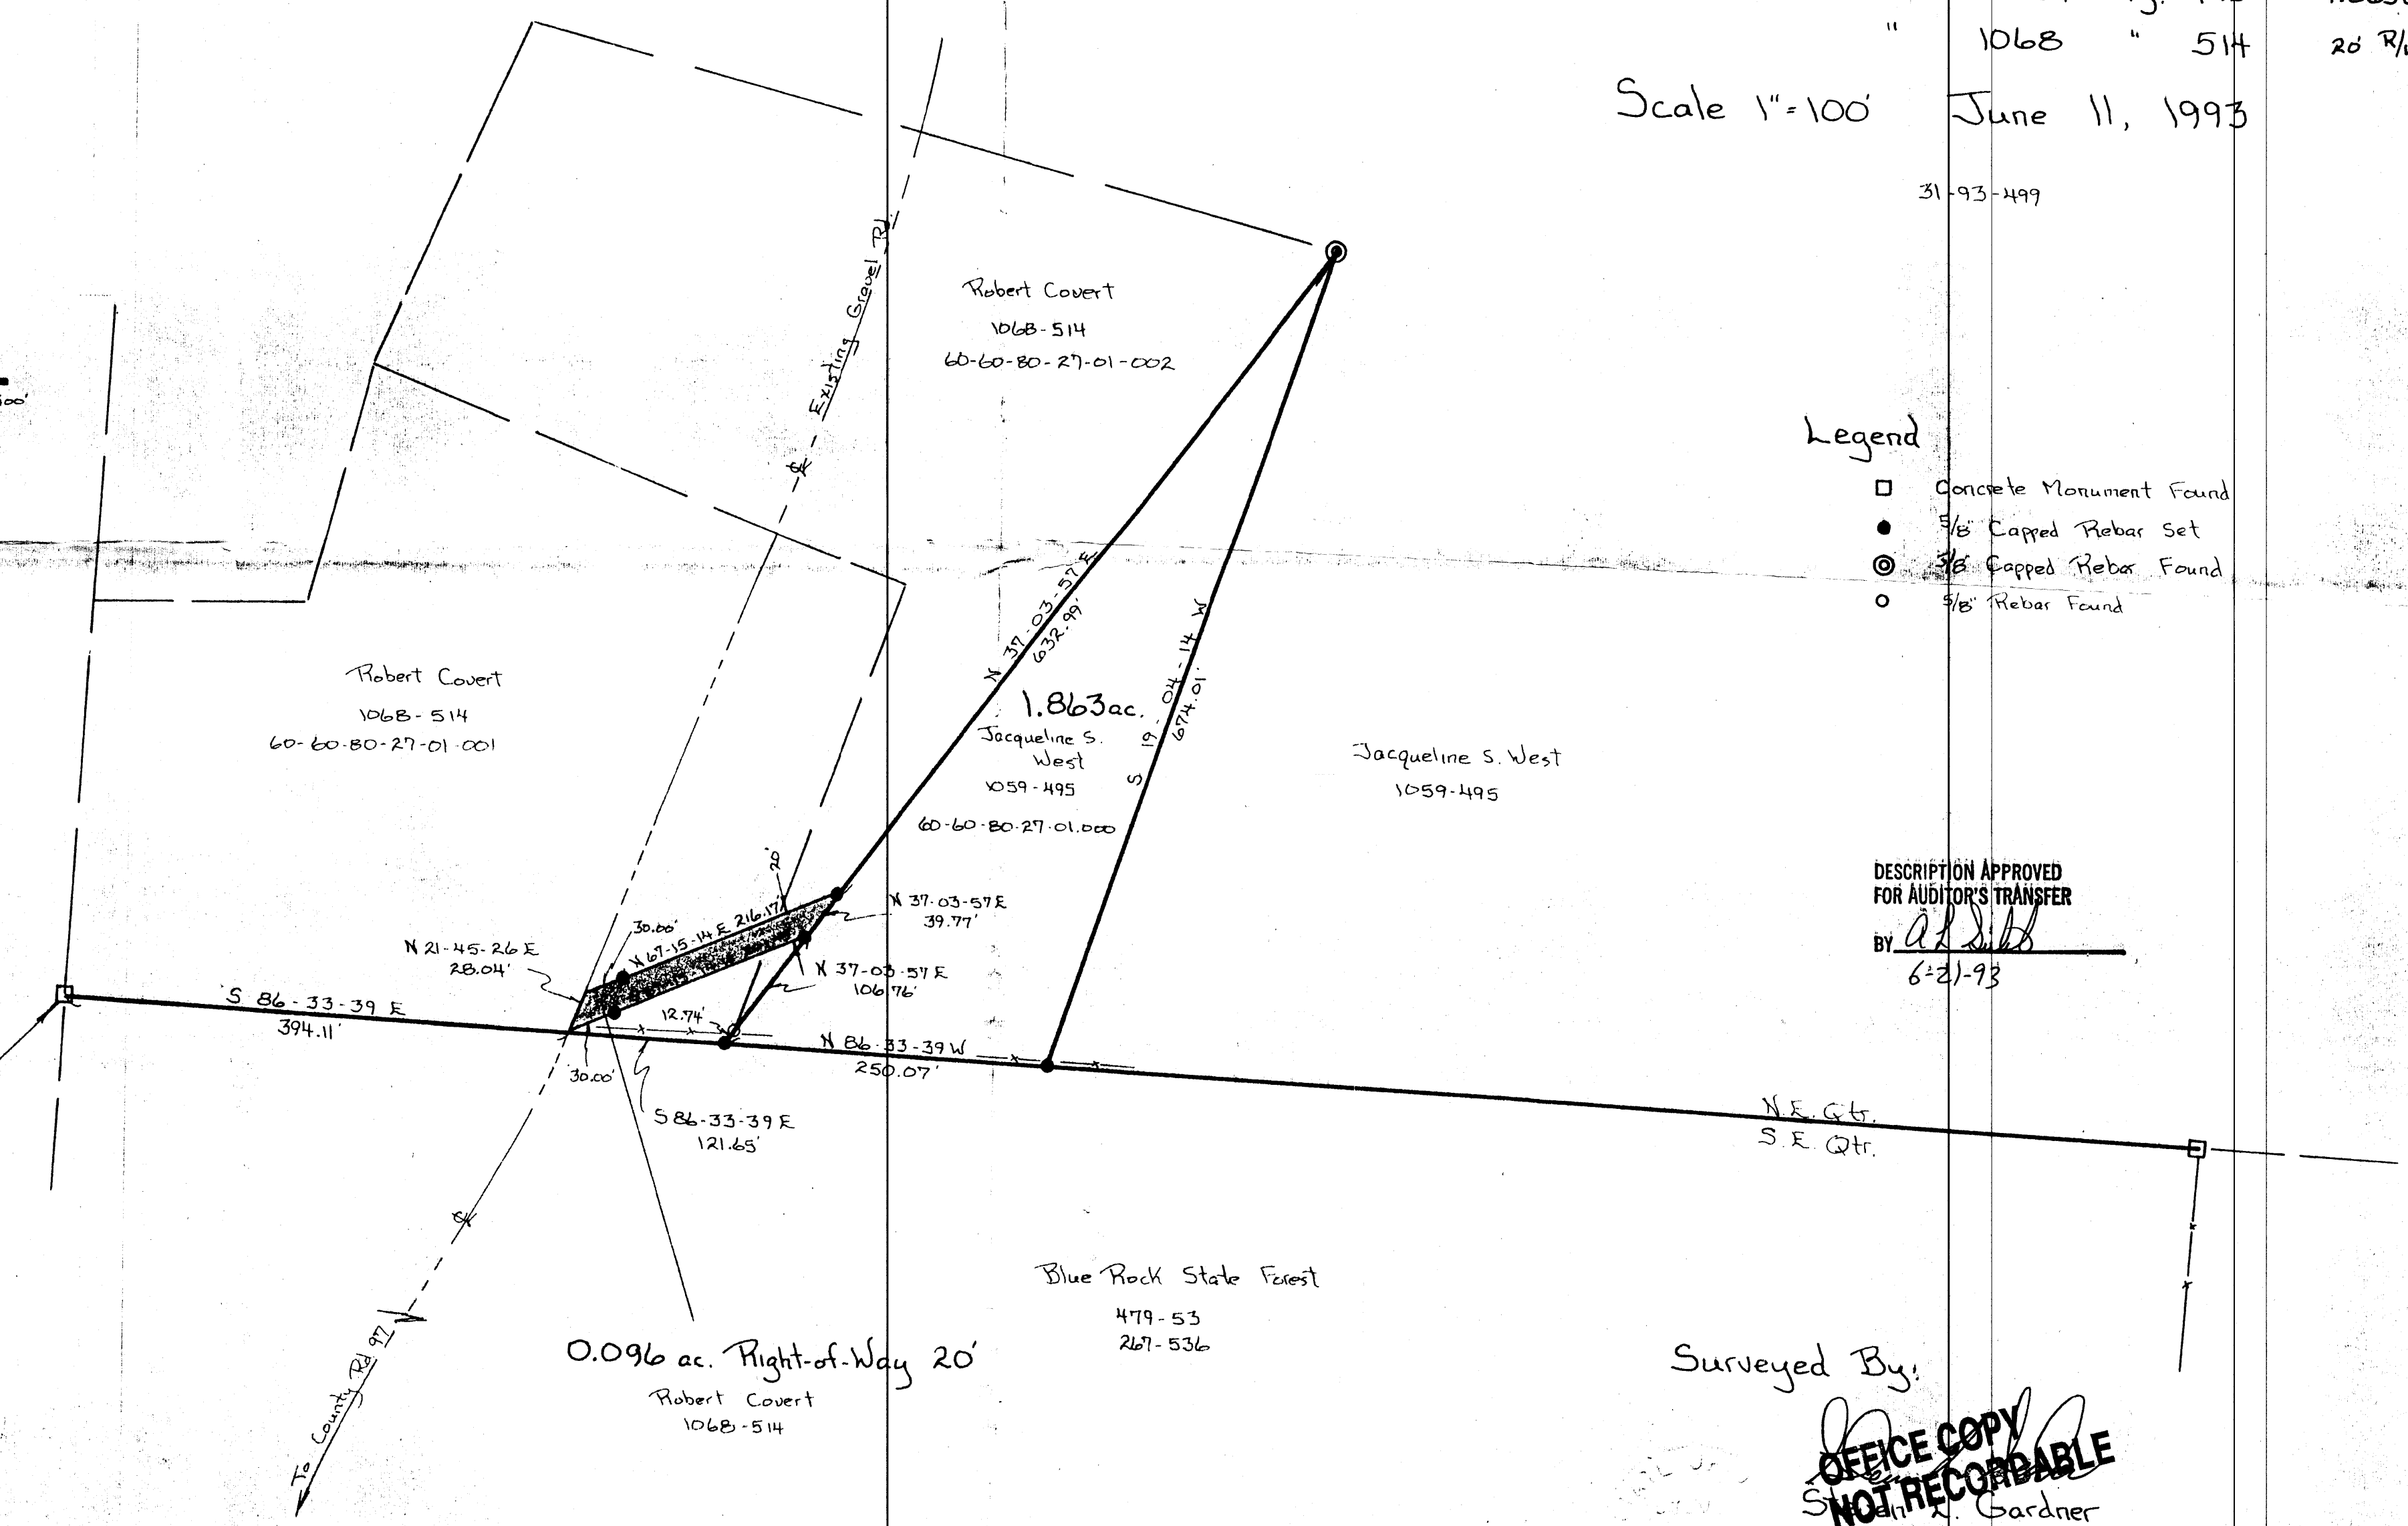 " 1068 " 514 20' R/
Scale 1"=100' June 11, 1993
31-93-499
Existing Gravel Rd.
Robert Covert
1068-514
60-60-80-27-01-002
Legend
Concrete Monument Found
5/8" Capped Rebar Set
5/8" Capped Rebar Found
5/8" Rebar Found
N 37-03-57 E
632.99'
S 19-04-14 W
674.01'
Robert Covert
1068-514
60-60-80-27-01-001
1.863 ac.
Jacqueline S.
West
1059-495
60-60-80-27-01.000
Jacqueline S. West
1059-495
DESCRIPTION APPROVED
FOR AUDITOR'S TRANSFER
BY
6-21-93
20'
N 37-03-57 E
39.77'
30.00'
N 67-15-14 E 216.17'
N 21-45-26 E
28.04'
N 37-03-57 E
106.76'
S 86-33-39 E
394.11'
12.74'
N 86-33-39 W
250.07'
30.00'
S 86-33-39 E
121.65'
N.E. Qtr.
S.E. Qtr.
Blue Rock State Forest
479-53
267-536
0.096 ac. Right-of-Way 20'
Robert Covert
1068-514
To County Rd 97
Surveyed By:
OFFICE COPY
NOT RECORDABLE
Gardner